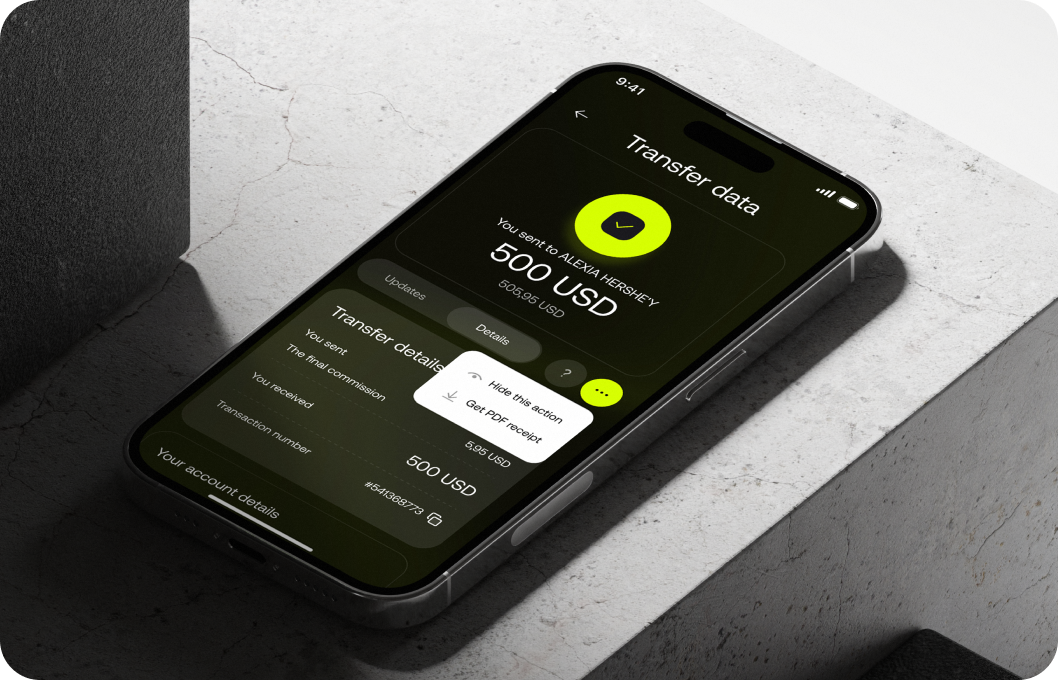 9:41
Transfer data
You sent to ALEXIA HERSHEY
500 USD
505,95 USD
Updates
Details
?
Transfer details
Hide this action
Get PDF receipt
You sent
The final commission
5,95 USD
You received
500 USD
Transaction number
#541368773
Your account details